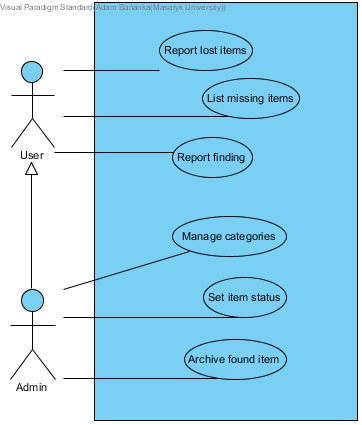 Visual Paradigm Standard(Adam Bařinka(Masaryk University))
Report lost items
List missing items
User
Report finding
Manage categories
Set item status
Archive found item
Admin